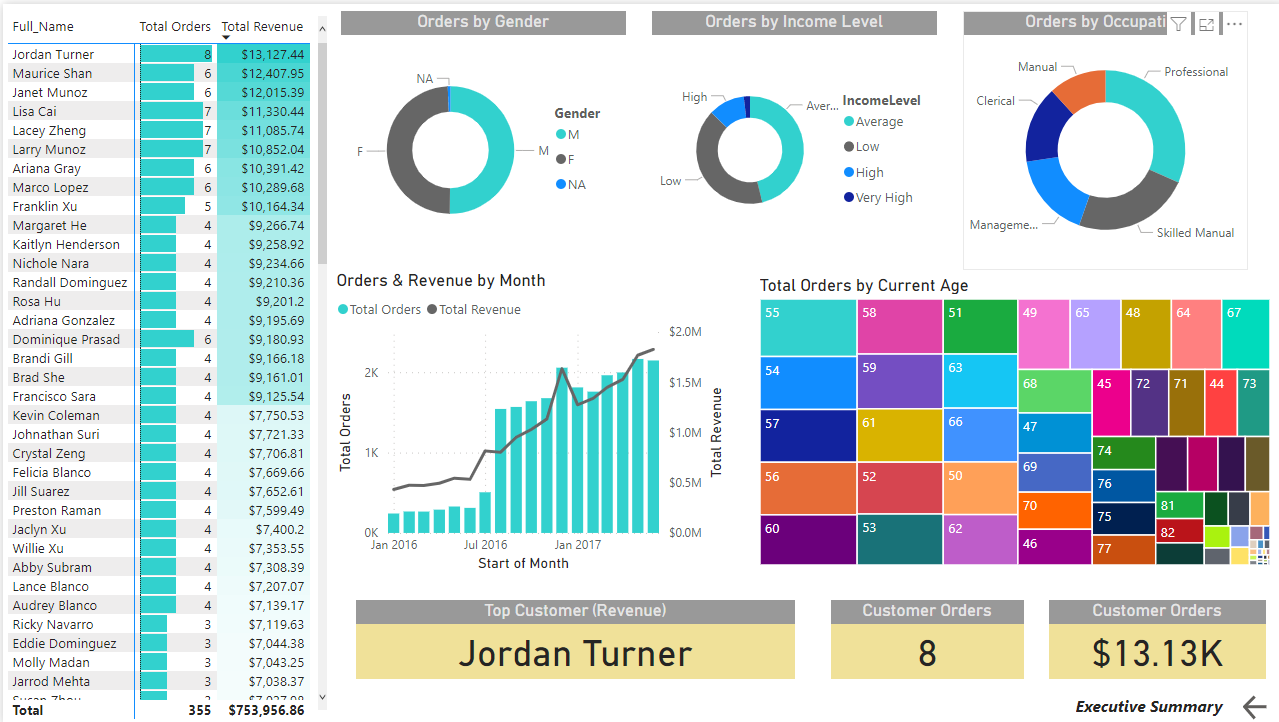 Full_Name Total Orders Total Revenue
Jordan Turner 8 $13,127.44
Maurice Shan 6 $12,407.95
Janet Munoz 6 $12,015.39
Lisa Cai 7 $11,330.44
Lacey Zheng 7 $11,085.74
Larry Munoz 7 $10,852.04
Ariana Gray 6 $10,391.42
Marco Lopez 6 $10,289.68
Franklin Xu 5 $10,164.34
Margaret He 4 $9,266.74
Kaitlyn Henderson 4 $9,258.92
Nichole Nara 4 $9,234.66
Randall Dominguez 4 $9,210.36
Rosa Hu 4 $9,201.2
Adriana Gonzalez 4 $9,195.69
Dominique Prasad 6 $9,180.93
Brandi Gill 4 $9,166.18
Brad She 4 $9,161.01
Francisco Sara 4 $9,125.54
Kevin Coleman 4 $7,750.53
Johnathan Suri 4 $7,721.33
Crystal Zeng 4 $7,706.81
Felicia Blanco 4 $7,669.66
Jill Suarez 4 $7,652.61
Preston Raman 4 $7,599.49
Jaclyn Xu 4 $7,400.2
Willie Xu 4 $7,353.55
Abby Subram 4 $7,308.39
Lance Blanco 4 $7,207.07
Audrey Blanco 4 $7,139.17
Ricky Navarro 3 $7,119.63
Eddie Dominguez 3 $7,044.38
Molly Madan 3 $7,043.25
Jarrod Mehta 3 $7,038.37
Total 355 $753,956.86
Orders by Gender
NA
F
M
Gender
M
F
NA
Orders by Income Level
High
Aver...
Low
IncomeLevel
Average
Low
High
Very High
Orders by Occupati
Manual
Professional
Clerical
Manageme...
Skilled Manual
Orders & Revenue by Month
Total Orders Total Revenue
$2.0M
2K
$1.5M
1K
$1.0M
$0.5M
0K
$0.0M
Total Orders
Total Revenue
Jan 2016 Jul 2016 Jan 2017
Start of Month
Total Orders by Current Age
55 58 51 49 65 48 64 67
54 59 63 68 45 72 71 44 73
57 61 66 47 74
56 52 50 69 76
60 53 62 70 75 81
46 77 82
Top Customer (Revenue)
Jordan Turner
Customer Orders
8
Customer Orders
$13.13K
Executive Summary